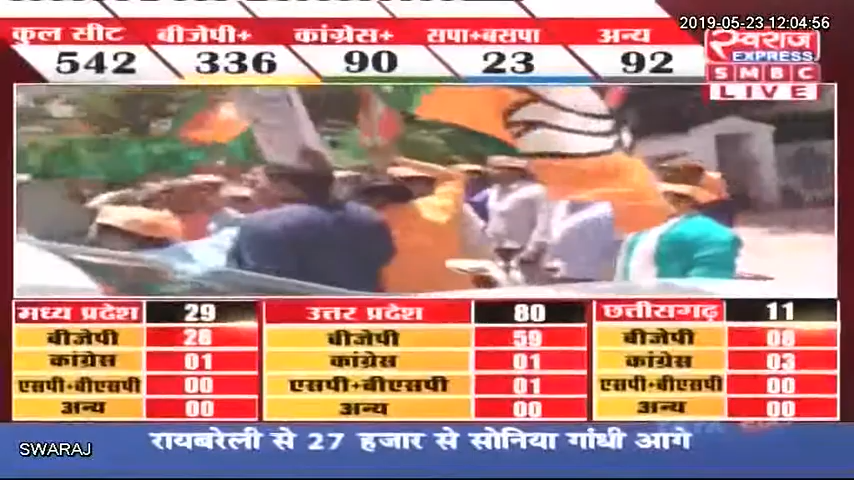 2019-05-23 12:04:56
कुल सीट बीजेपी+ कांग्रेस+ सपा+बसपा अन्य
542 336 90 23 92
स्वराज
EXPRESS
SMBC
LIVE
मध्य प्रदेश 29 उत्तर प्रदेश 80 छत्तीसगढ़ 11
बीजेपी 28 बीजेपी 59 बीजेपी 08
कांग्रेस 01 कांग्रेस 01 कांग्रेस 03
एसपी+बीएसपी 00 एसपी+बीएसपी 01 एसपी+बीएसपी 00
अन्य 00 अन्य 00 अन्य 00
रायबरेली से 27 हजार से सोनिया गांधी आगे
SWARAJ